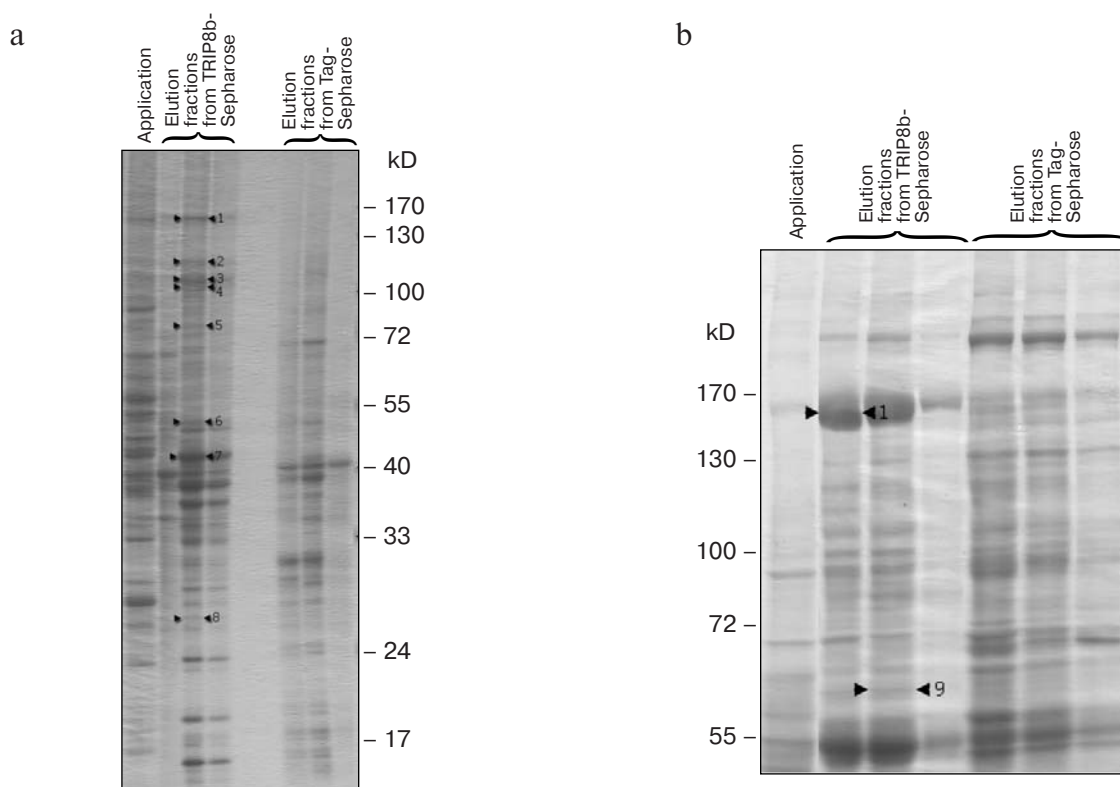 a
Application
Elution
fractions
from TRIP8b-
Sepharose
Elution
fractions
from Tag-
Sepharose
kD
– 170
– 130
– 100
– 72
– 55
– 40
– 33
– 24
– 17
1
2
3
4
5
6
7
8
b
Application
Elution
fractions
from TRIP8b-
Sepharose
Elution
fractions
from Tag-
Sepharose
kD
170 –
130 –
100 –
72 –
55 –
1
9